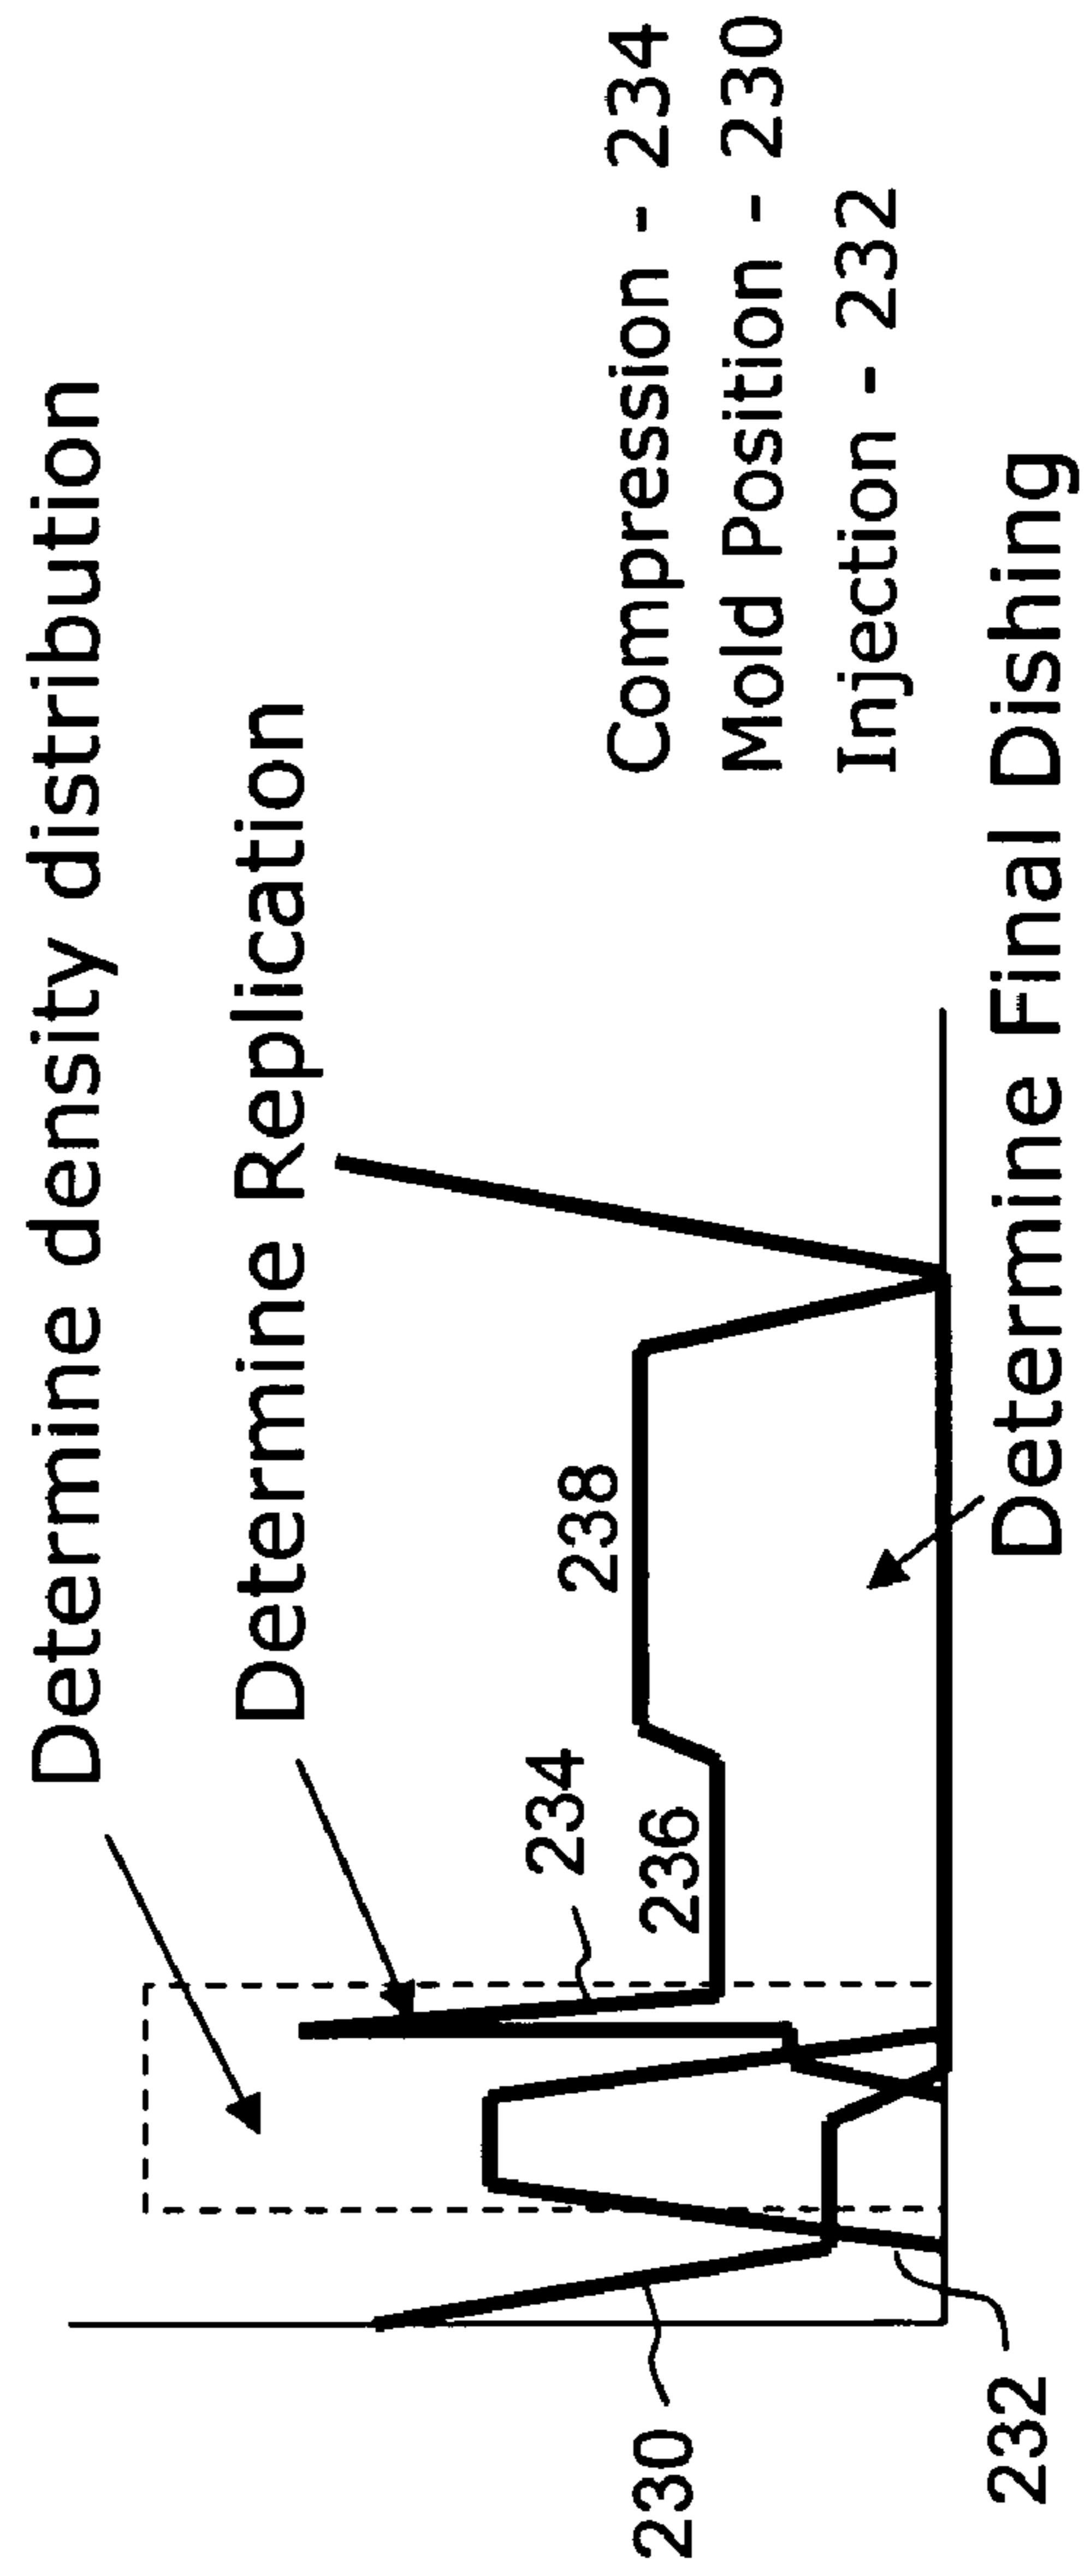 Determine density distribution
Determine Replication
234
236
238
230
232
Compression - 234
Mold Position - 230
Injection - 232
Determine Final Dishing